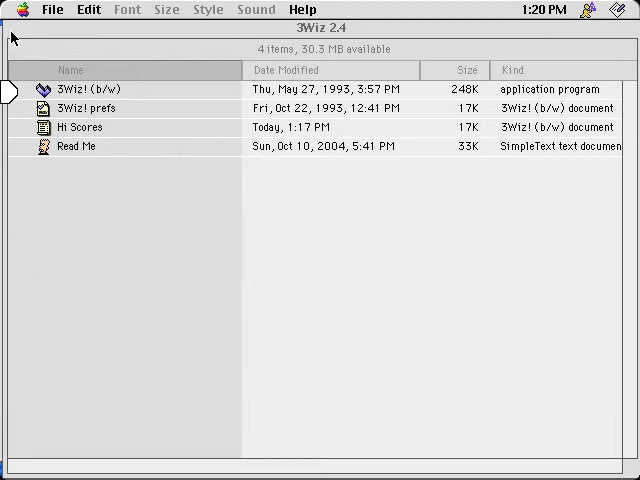 File Edit Font Size Style Sound Help 1:20 PM
3Wiz 2.4
4 items, 30.3 MB available
Name Date Modified Size Kind
3Wiz! (b/w) Thu, May 27, 1993, 3:57 PM 248K application program
3Wiz! prefs Fri, Oct 22, 1993, 12:41 PM 17K 3Wiz! (b/w) document
Hi Scores Today, 1:17 PM 17K 3Wiz! (b/w) document
Read Me Sun, Oct 10, 2004, 5:41 PM 33K SimpleText text documen